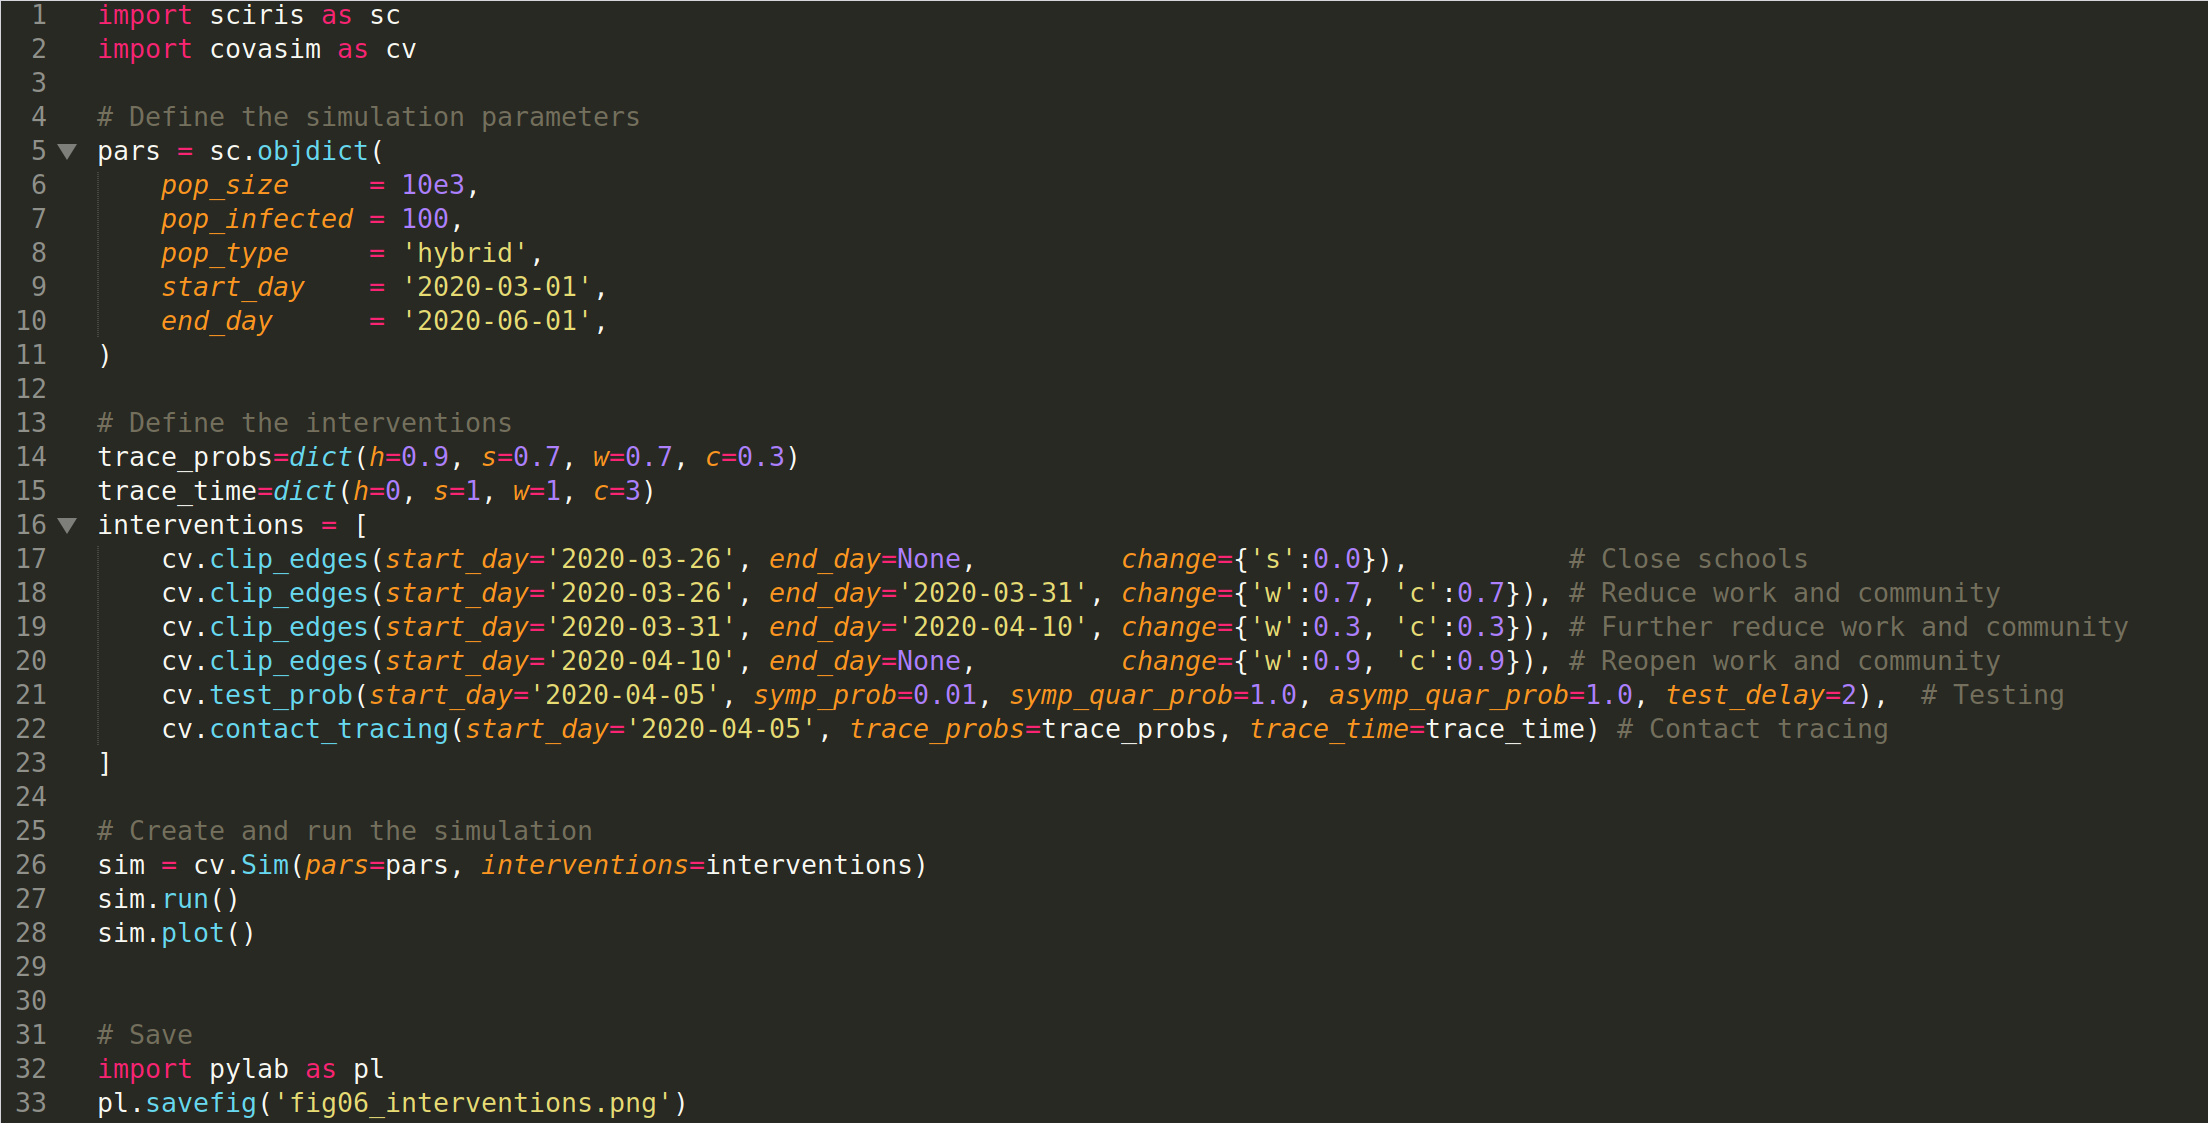 1 import sciris as sc
2 import covasim as cv
3
4 # Define the simulation parameters
5 pars = sc.objdict(
6     pop_size     = 10e3,
7     pop_infected = 100,
8     pop_type     = 'hybrid',
9     start_day    = '2020-03-01',
10     end_day      = '2020-06-01',
11 )
12
13 # Define the interventions
14 trace_probs=dict(h=0.9, s=0.7, w=0.7, c=0.3)
15 trace_time=dict(h=0, s=1, w=1, c=3)
16 interventions = [
17     cv.clip_edges(start_day='2020-03-26', end_day=None,         change={'s':0.0}),          # Close schools
18     cv.clip_edges(start_day='2020-03-26', end_day='2020-03-31', change={'w':0.7, 'c':0.7}), # Reduce work and community
19     cv.clip_edges(start_day='2020-03-31', end_day='2020-04-10', change={'w':0.3, 'c':0.3}), # Further reduce work and community
20     cv.clip_edges(start_day='2020-04-10', end_day=None,         change={'w':0.9, 'c':0.9}), # Reopen work and community
21     cv.test_prob(start_day='2020-04-05', symp_prob=0.01, symp_quar_prob=1.0, asymp_quar_prob=1.0, test_delay=2),  # Testing
22     cv.contact_tracing(start_day='2020-04-05', trace_probs=trace_probs, trace_time=trace_time) # Contact tracing
23 ]
24
25 # Create and run the simulation
26 sim = cv.Sim(pars=pars, interventions=interventions)
27 sim.run()
28 sim.plot()
29
30
31 # Save
32 import pylab as pl
33 pl.savefig('fig06_interventions.png')